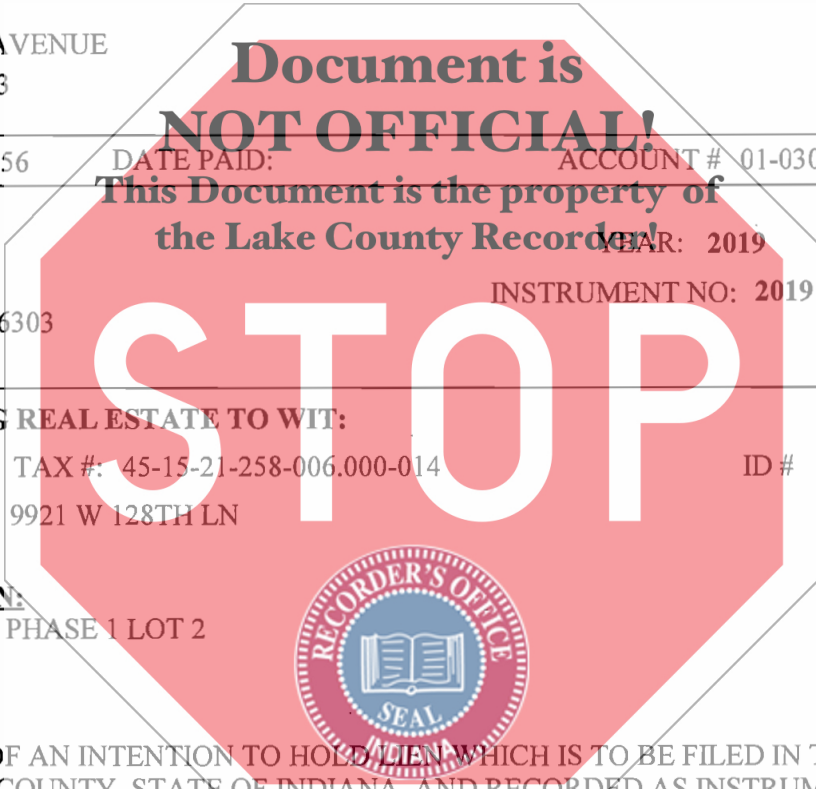 AVENUE
Document is
3
NOT OFFICIAL!
56 DATE PAID: ACCOUNT # 01-030
This Document is the property of
the Lake County Recorder!
YEAR: 2019
INSTRUMENT NO: 2019
6303
STOP
G REAL ESTATE TO WIT:
TAX #: 45-15-21-258-006.000-014 ID #
9921 W 128TH LN
N:
PHASE 1 LOT 2
RECORDER'S OFFICE
SEAL
INDIANA
OF AN INTENTION TO HOLD LIEN WHICH IS TO BE FILED IN T
COUNTY, STATE OF INDIANA, AND RECORDED AS INSTRUM